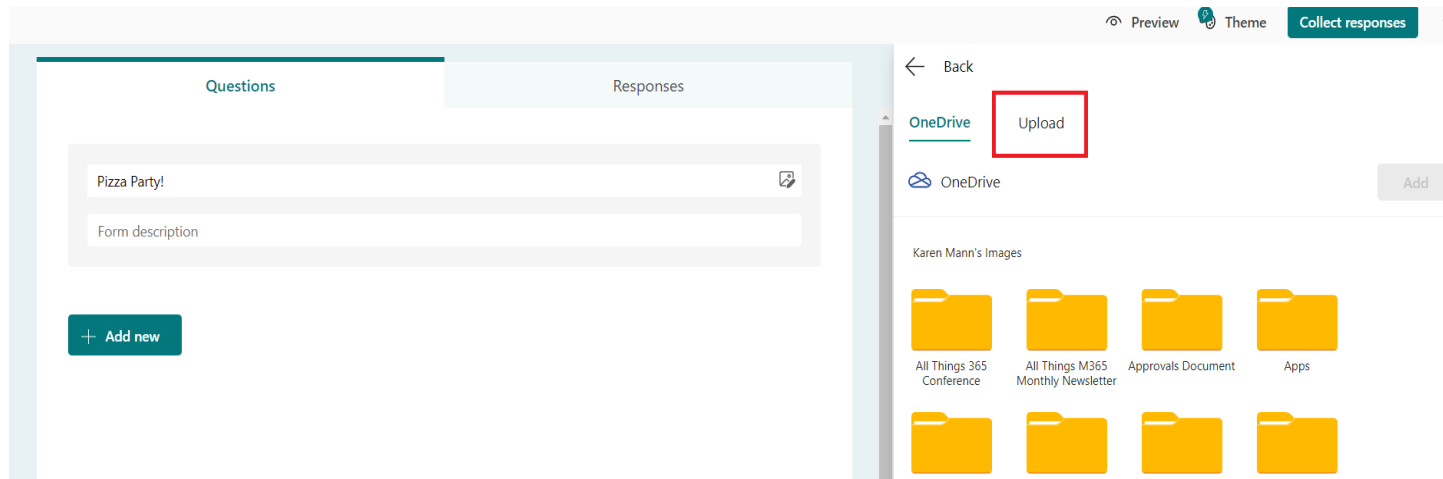 Preview Theme Collect responses
Questions Responses
Pizza Party!
Form description
+ Add new
Back
OneDrive Upload
OneDrive Add
Karen Mann's Images
All Things 365 Conference
All Things M365 Monthly Newsletter
Approvals Document
Apps